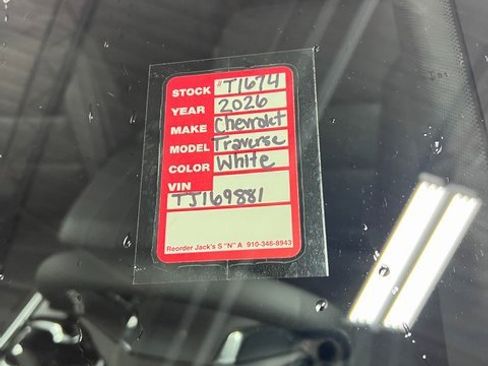 STOCK "T1674
YEAR 2026
MAKE Chevrolet
MODEL Traverse
COLOR White
VIN
TJ169881
Reorder Jack's S "N" A 910-346-8943